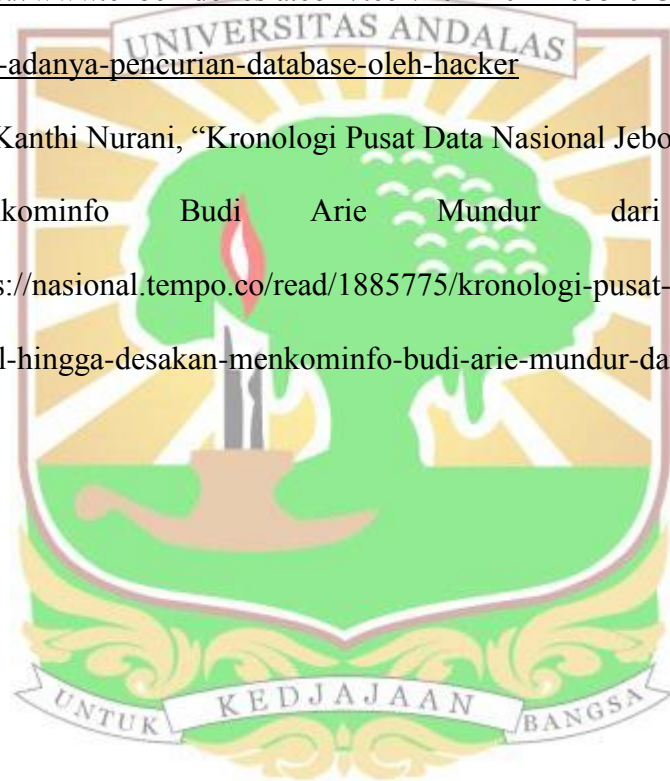 UNIVERSITAS ANDALAS
-adanya-pencurian-database-oleh-hacker
Kanthi Nurani, “Kronologi Pusat Data Nasional Jebo
kominfo Budi Arie Mundur dari
s://nasional.tempo.co/read/1885775/kronologi-pusat-
l-hingga-desakan-menkominfo-budi-arie-mundur-da
UNTUK KEDJAJAAN BANGSA